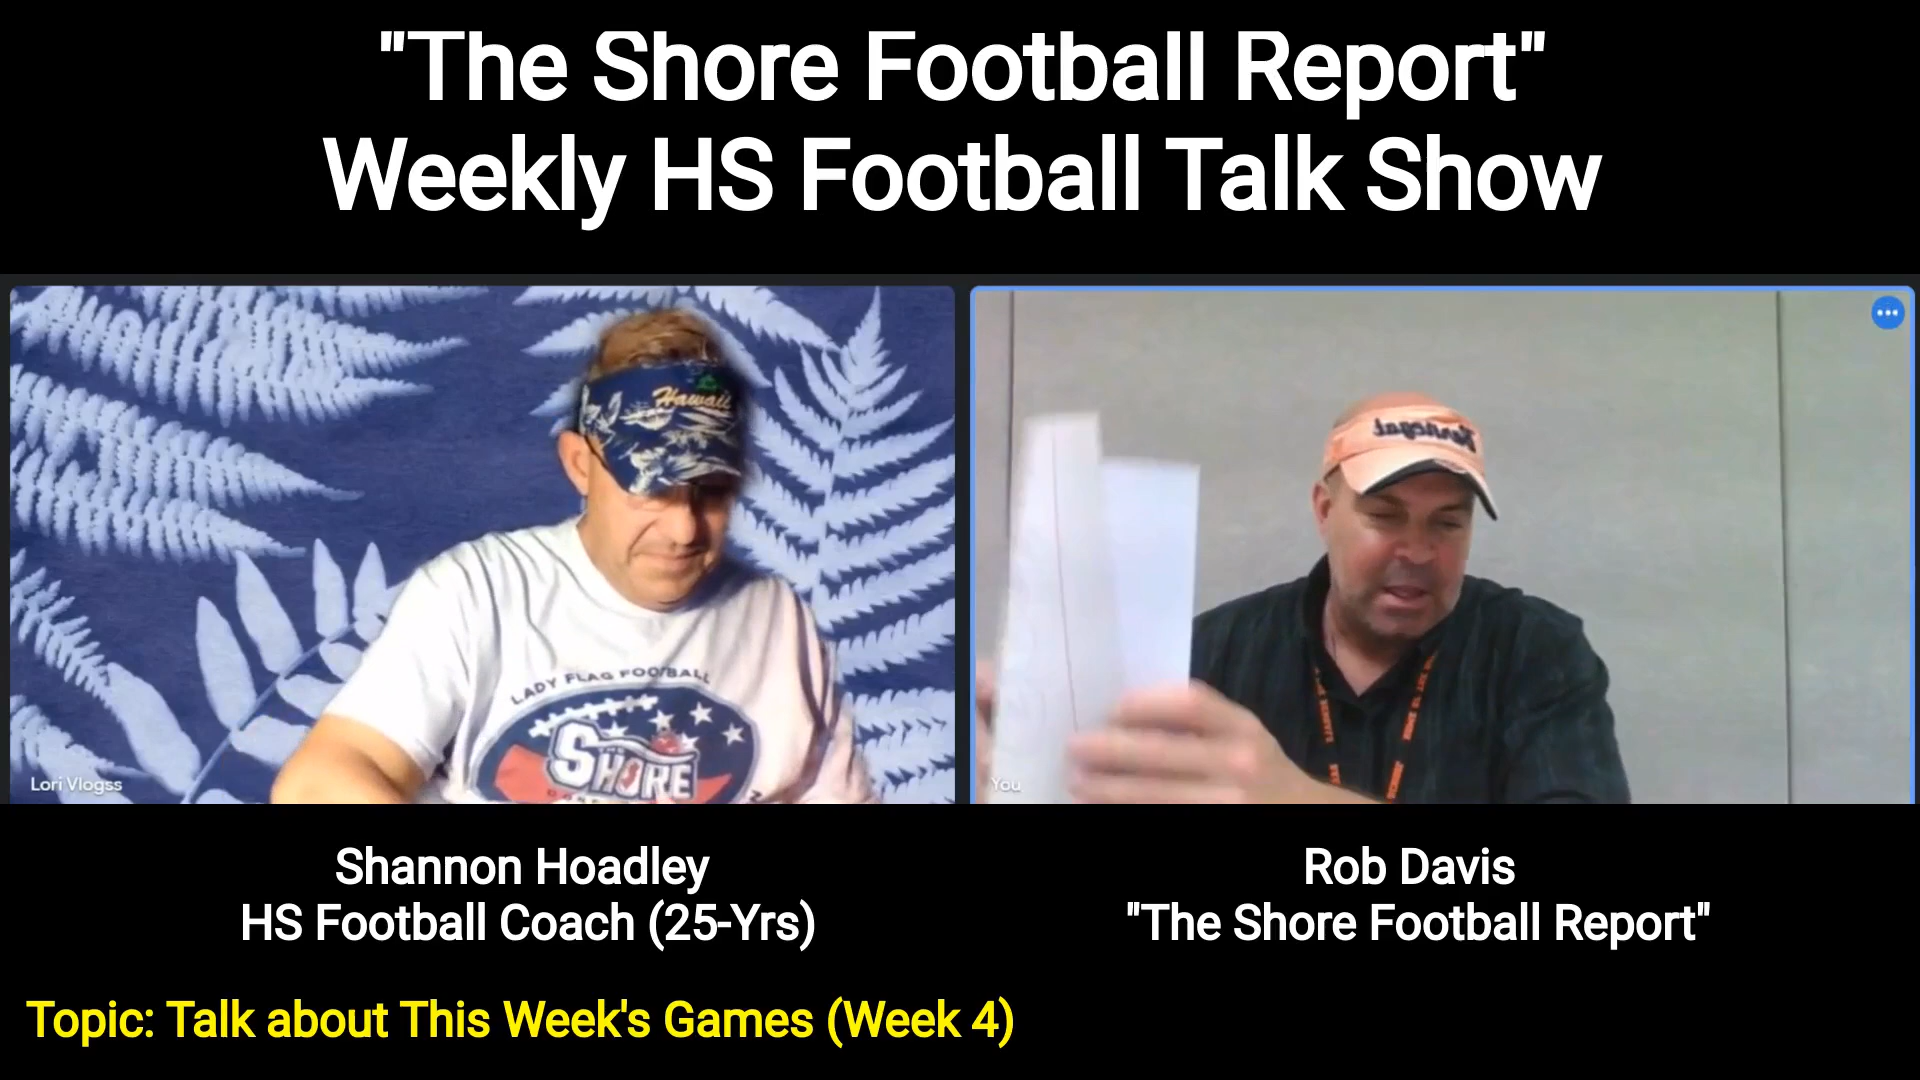 "The Shore Football Report"
Weekly HS Football Talk Show
Hawaii
Barnegat
LADY FLAG FOOTBALL
THE
SHORE
Lori Vlogss
You
Shannon Hoadley
HS Football Coach (25-Yrs)
Rob Davis
"The Shore Football Report"
Topic: Talk about This Week's Games (Week 4)